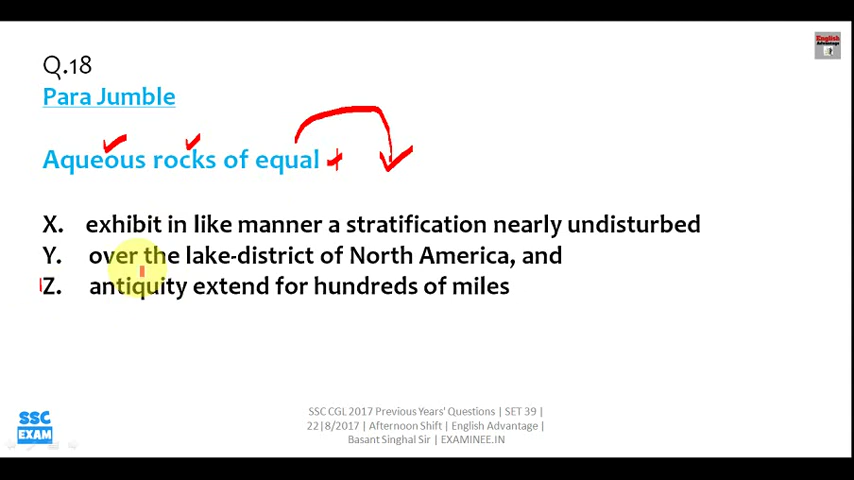 English
Advantage
Q.18
Para Jumble
Aqueous rocks of equal +
X. exhibit in like manner a stratification nearly undisturbed
Y. over the lake-district of North America, and
Z. antiquity extend for hundreds of miles
SSC
EXAM
SSC CGL 2017 Previous Years' Questions | SET 39 |
22|8/2017 | Afternoon Shift | English Advantage |
Basant Singhal Sir | EXAMINEE.IN